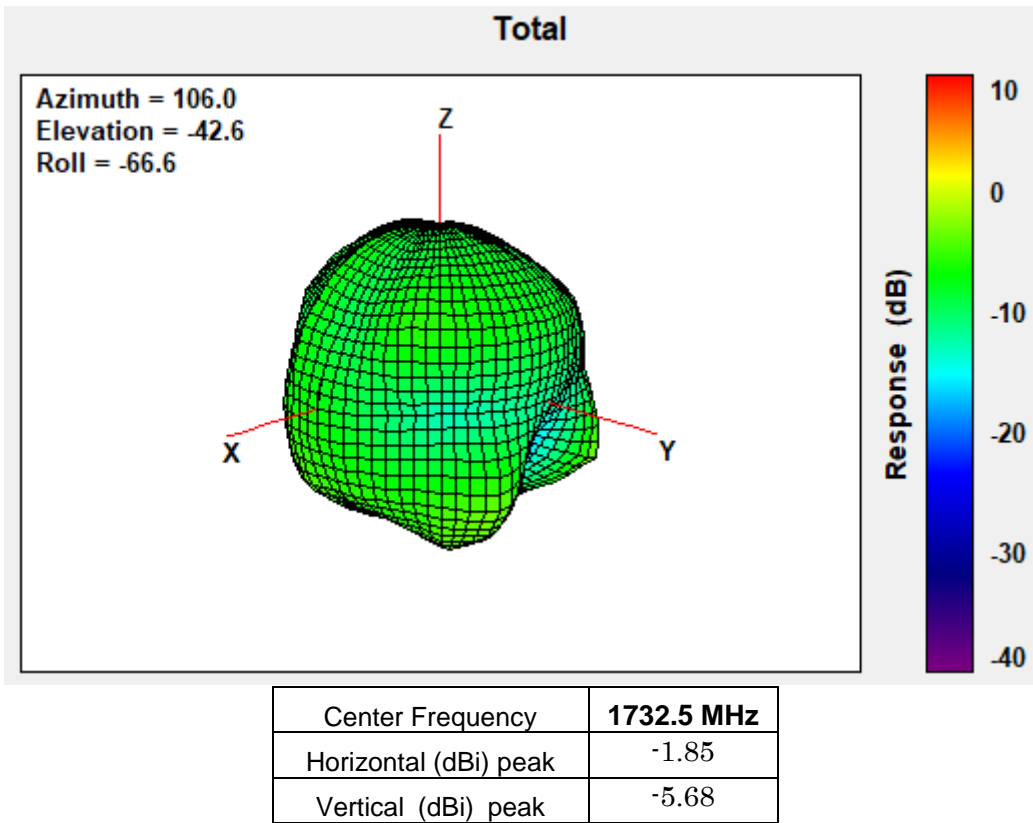 Total
Azimuth = 106.0
Elevation = -42.6
Roll = -66.6
Z
X
Y
10
0
-10
-20
-30
-40
Response (dB)
Center Frequency 1732.5 MHz
Horizontal (dBi) peak -1.85
Vertical (dBi) peak -5.68